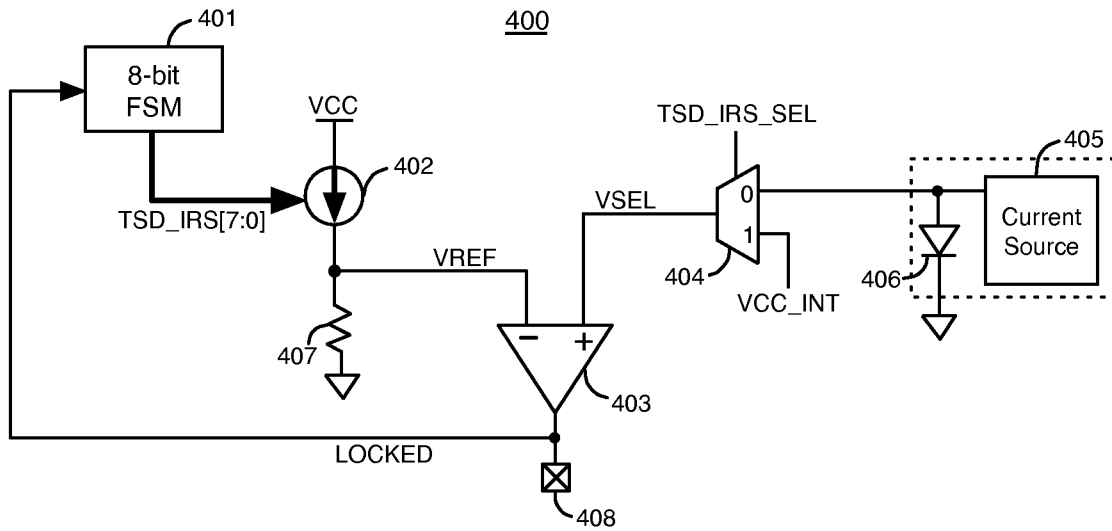 400
401
8-bit
FSM
VCC
402
TSD_IRS[7:0]
TSD_IRS_SEL
405
VSEL
0
1
404
VCC_INT
406
Current
Source
VREF
407
−
+
403
LOCKED
408